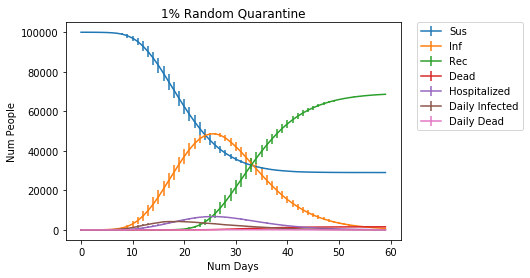 1% Random Quarantine
Num People
100000
80000
60000
40000
20000
0
0 10 20 30 40 50 60
Num Days
Sus
Inf
Rec
Dead
Hospitalized
Daily Infected
Daily Dead